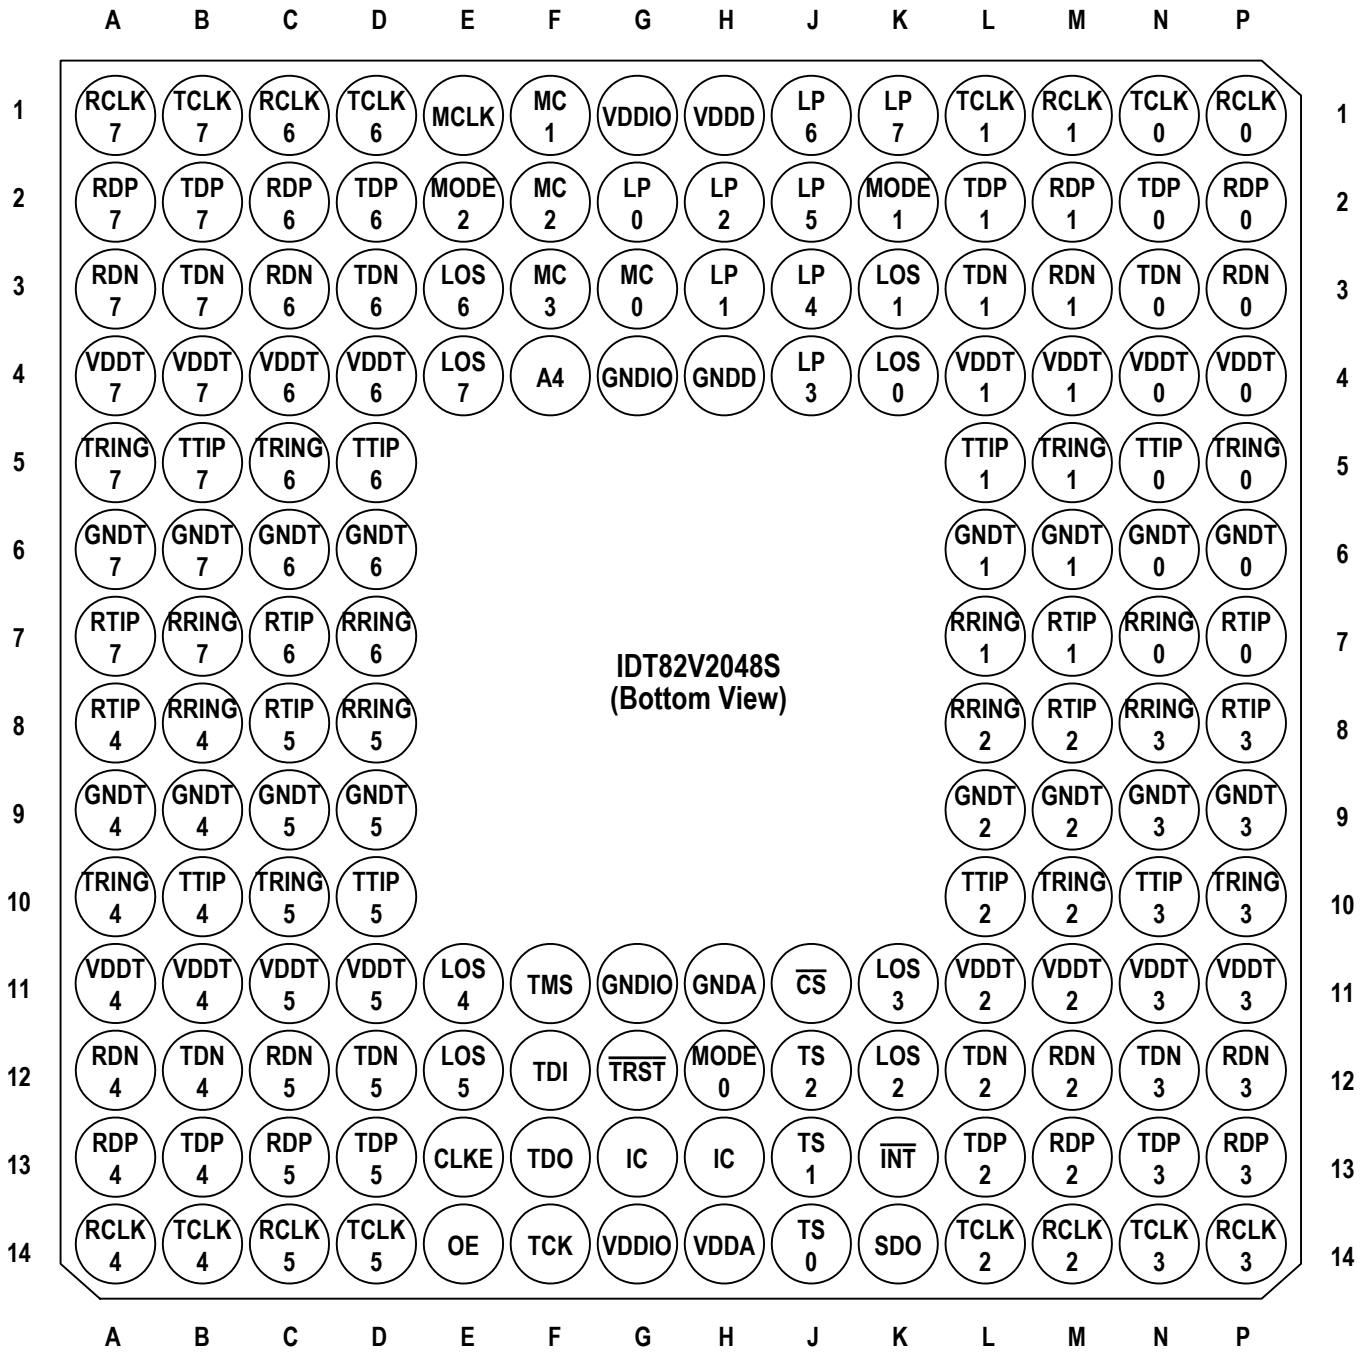 A B C D E F G H J K L M N P
1 RCLK TCLK RCLK TCLK MCLK MC VDDIO VDDD LP LP TCLK RCLK TCLK RCLK 1
7 7 6 6 1 6 7 1 1 0 0
2 RDP TDP RDP TDP MODE MC LP LP LP MODE TDP RDP TDP RDP 2
7 7 6 6 2 2 0 2 5 1 1 1 0 0
3 RDN TDN RDN TDN LOS MC MC LP LP LOS TDN RDN TDN RDN 3
7 7 6 6 6 3 0 1 4 1 1 1 0 0
4 VDDT VDDT VDDT VDDT LOS A4 GNDIO GNDD LP LOS VDDT VDDT VDDT VDDT 4
7 7 6 6 7 3 0 1 1 0 0
5 TRING TTIP TRING TTIP TTIP TRING TTIP TRING 5
7 7 6 6 1 1 0 0
6 GNDT GNDT GNDT GNDT GNDT GNDT GNDT GNDT 6
7 7 6 6 1 1 0 0
7 RTIP RRING RTIP RRING RRING RTIP RRING RTIP 7
7 7 6 6 1 1 0 0
IDT82V2048S
(Bottom View)
8 RTIP RRING RTIP RRING RRING RTIP RRING RTIP 8
4 4 5 5 2 2 3 3
9 GNDT GNDT GNDT GNDT GNDT GNDT GNDT GNDT 9
4 4 5 5 2 2 3 3
10 TRING TTIP TRING TTIP TTIP TRING TTIP TRING 10
4 4 5 5 2 2 3 3
11 VDDT VDDT VDDT VDDT LOS TMS GNDIO GNDA CS LOS VDDT VDDT VDDT VDDT 11
4 4 5 5 4 3 2 2 3 3
12 RDN TDN RDN TDN LOS TDI TRST MODE TS LOS TDN RDN TDN RDN 12
4 4 5 5 5 0 2 2 2 2 3 3
13 RDP TDP RDP TDP CLKE TDO IC IC TS INT TDP RDP TDP RDP 13
4 4 5 5 1 2 2 3 3
14 RCLK TCLK RCLK TCLK OE TCK VDDIO VDDA TS SDO TCLK RCLK TCLK RCLK 14
4 4 5 5 0 2 2 3 3
A B C D E F G H J K L M N P